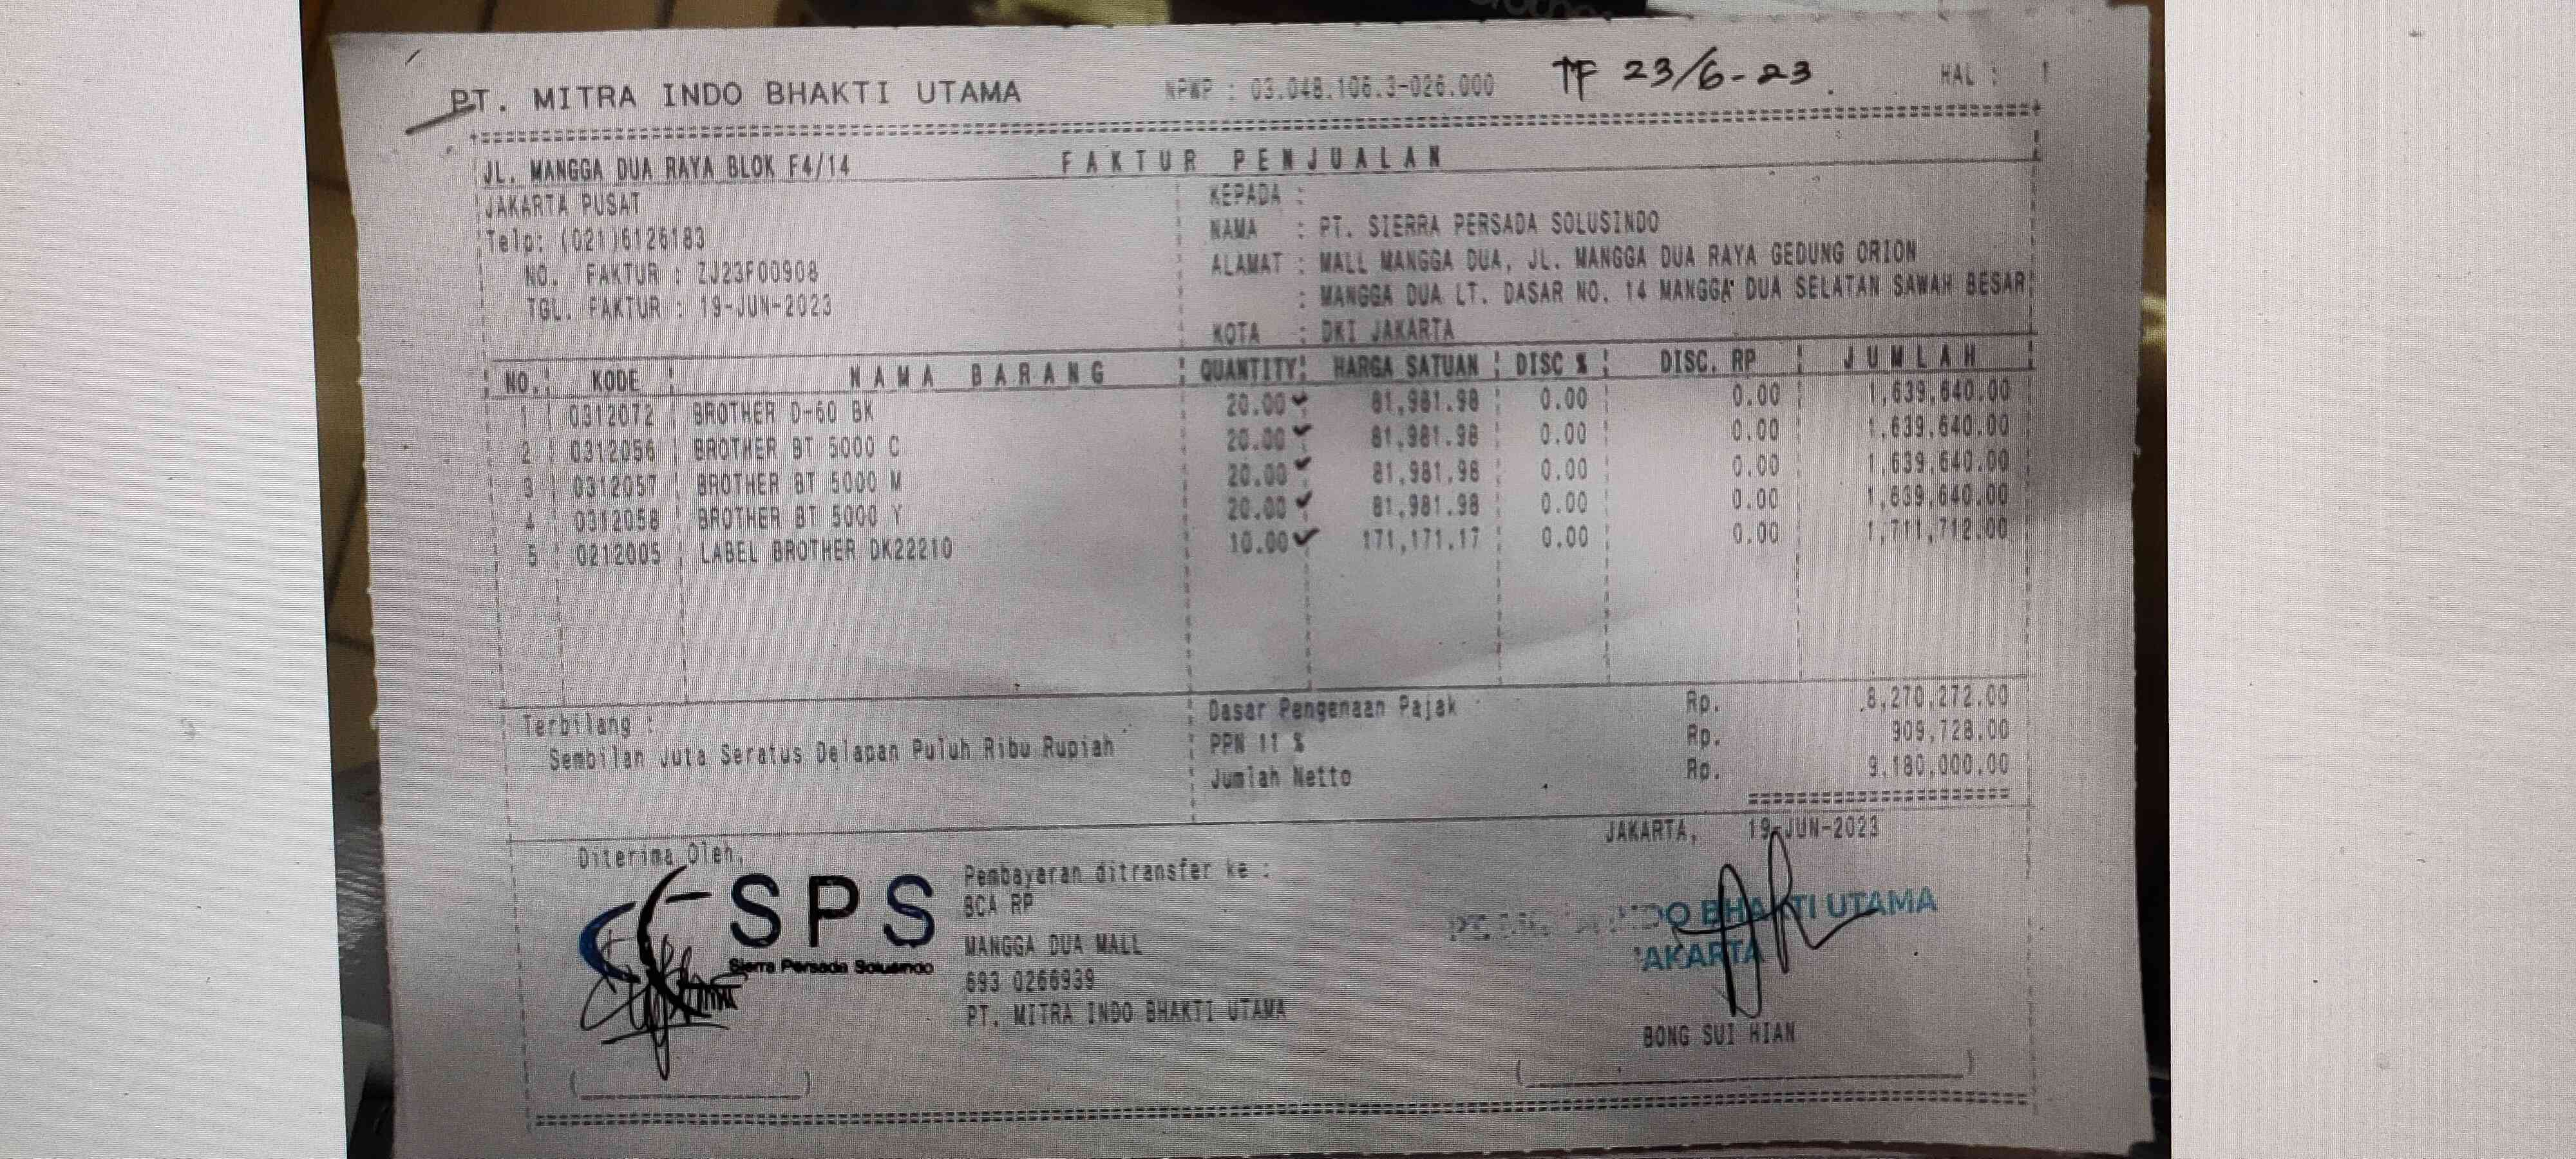 PT. MITRA INDO BHAKTI UTAMA NPWP : 03.048.106.3-026.000 TF 23/6-23 HAL : 1
JL. MANGGA DUA RAYA BLOK F4/14 FAKTUR PENJUALAN
JAKARTA PUSAT
Telp: (021)6126183
NO. FAKTUR : ZJ23F00908
TGL. FAKTUR : 19-JUN-2023
KEPADA :
NAMA : PT. SIERRA PERSADA SOLUSINDO
ALAMAT : MALL MANGGA DUA, JL. MANGGA DUA RAYA GEDUNG ORION
: MANGGA DUA LT. DASAR NO. 14 MANGGA DUA SELATAN SAWAH BESAR
KOTA : DKI JAKARTA
NO. KODE NAMA BARANG QUANTITY HARGA SATUAN DISC % DISC. RP JUMLAH
1 0312072 BROTHER D-60 BK 20.00 81,981.98 0.00 0.00 1,639,640.00
2 0312056 BROTHER BT 5000 C 20.00 81,981.98 0.00 0.00 1,639,640.00
3 0312057 BROTHER BT 5000 M 20.00 81,981.98 0.00 0.00 1,639,640.00
4 0312058 BROTHER BT 5000 Y 20.00 81,981.98 0.00 0.00 1,639,640.00
5 0212005 LABEL BROTHER DK22210 10.00 171,171.17 0.00 0.00 1,711,712.00
Terbilang :
Sembilan Juta Seratus Delapan Puluh Ribu Rupiah
Dasar Pengenaan Pajak Rp. 8,270,272.00
PPN 11 % Rp. 909,728.00
Jumlah Netto Rp. 9,180,000.00
JAKARTA, 19-JUN-2023
Diterima Oleh,
SPS
Sierra Persada Solusindo
Pembayaran ditransfer ke :
BCA RP
MANGGA DUA MALL
693 0266939
PT. MITRA INDO BHAKTI UTAMA
BHAKTI UTAMA
JAKARTA
BONG SUI HIAN